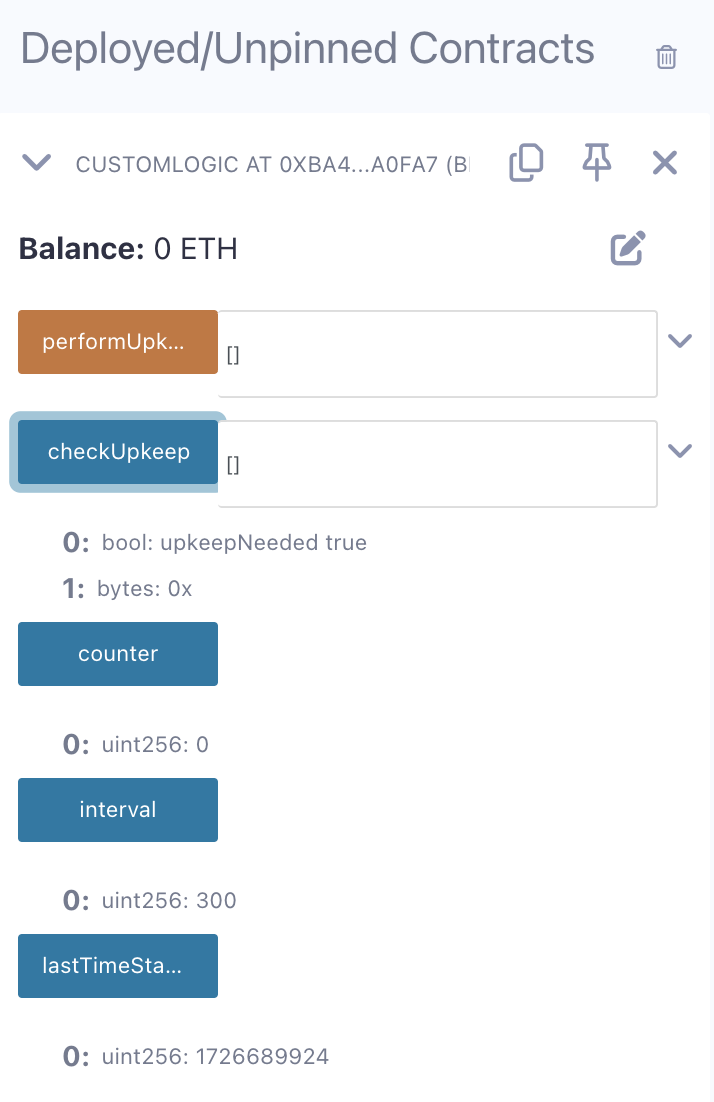 Deployed/Unpinned Contracts
CUSTOMLOGIC AT 0XBA4...A0FA7 (Bl
Balance: 0 ETH
performUpk... []
checkUpkeep []
0: bool: upkeepNeeded true
1: bytes: 0x
counter
0: uint256: 0
interval
0: uint256: 300
lastTimeSta...
0: uint256: 1726689924